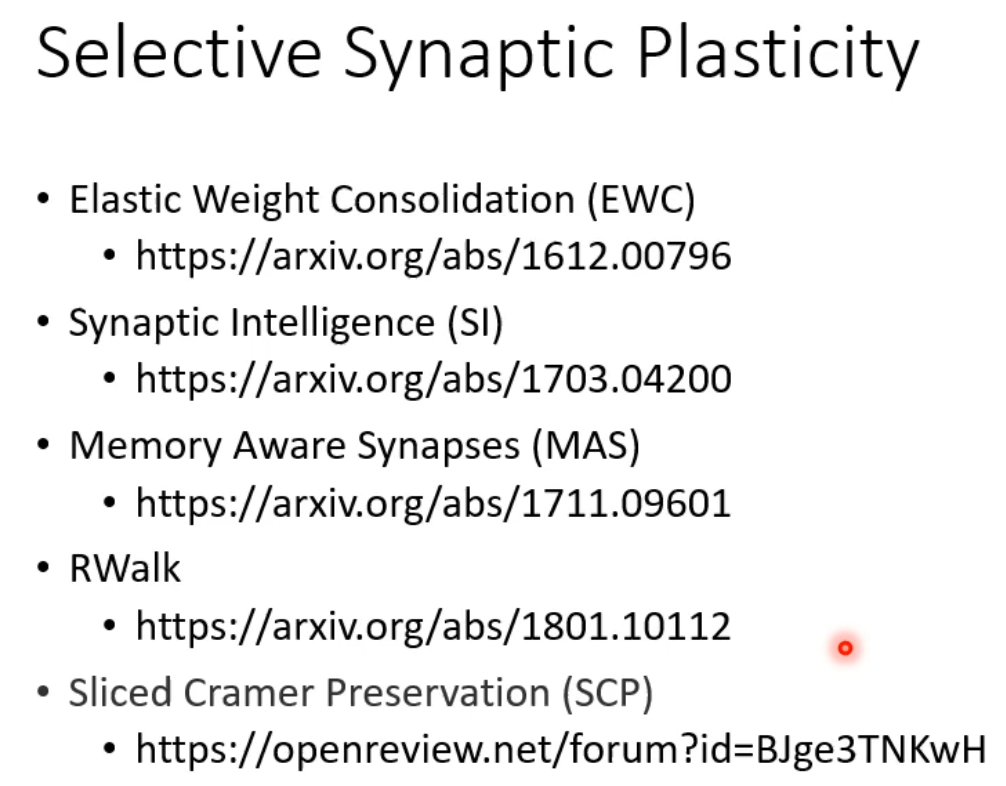 Selective Synaptic Plasticity
• Elastic Weight Consolidation (EWC)
• https://arxiv.org/abs/1612.00796
• Synaptic Intelligence (SI)
• https://arxiv.org/abs/1703.04200
• Memory Aware Synapses (MAS)
• https://arxiv.org/abs/1711.09601
• RWalk
• https://arxiv.org/abs/1801.10112
• Sliced Cramer Preservation (SCP)
• https://openreview.net/forum?id=BJge3TNKwH